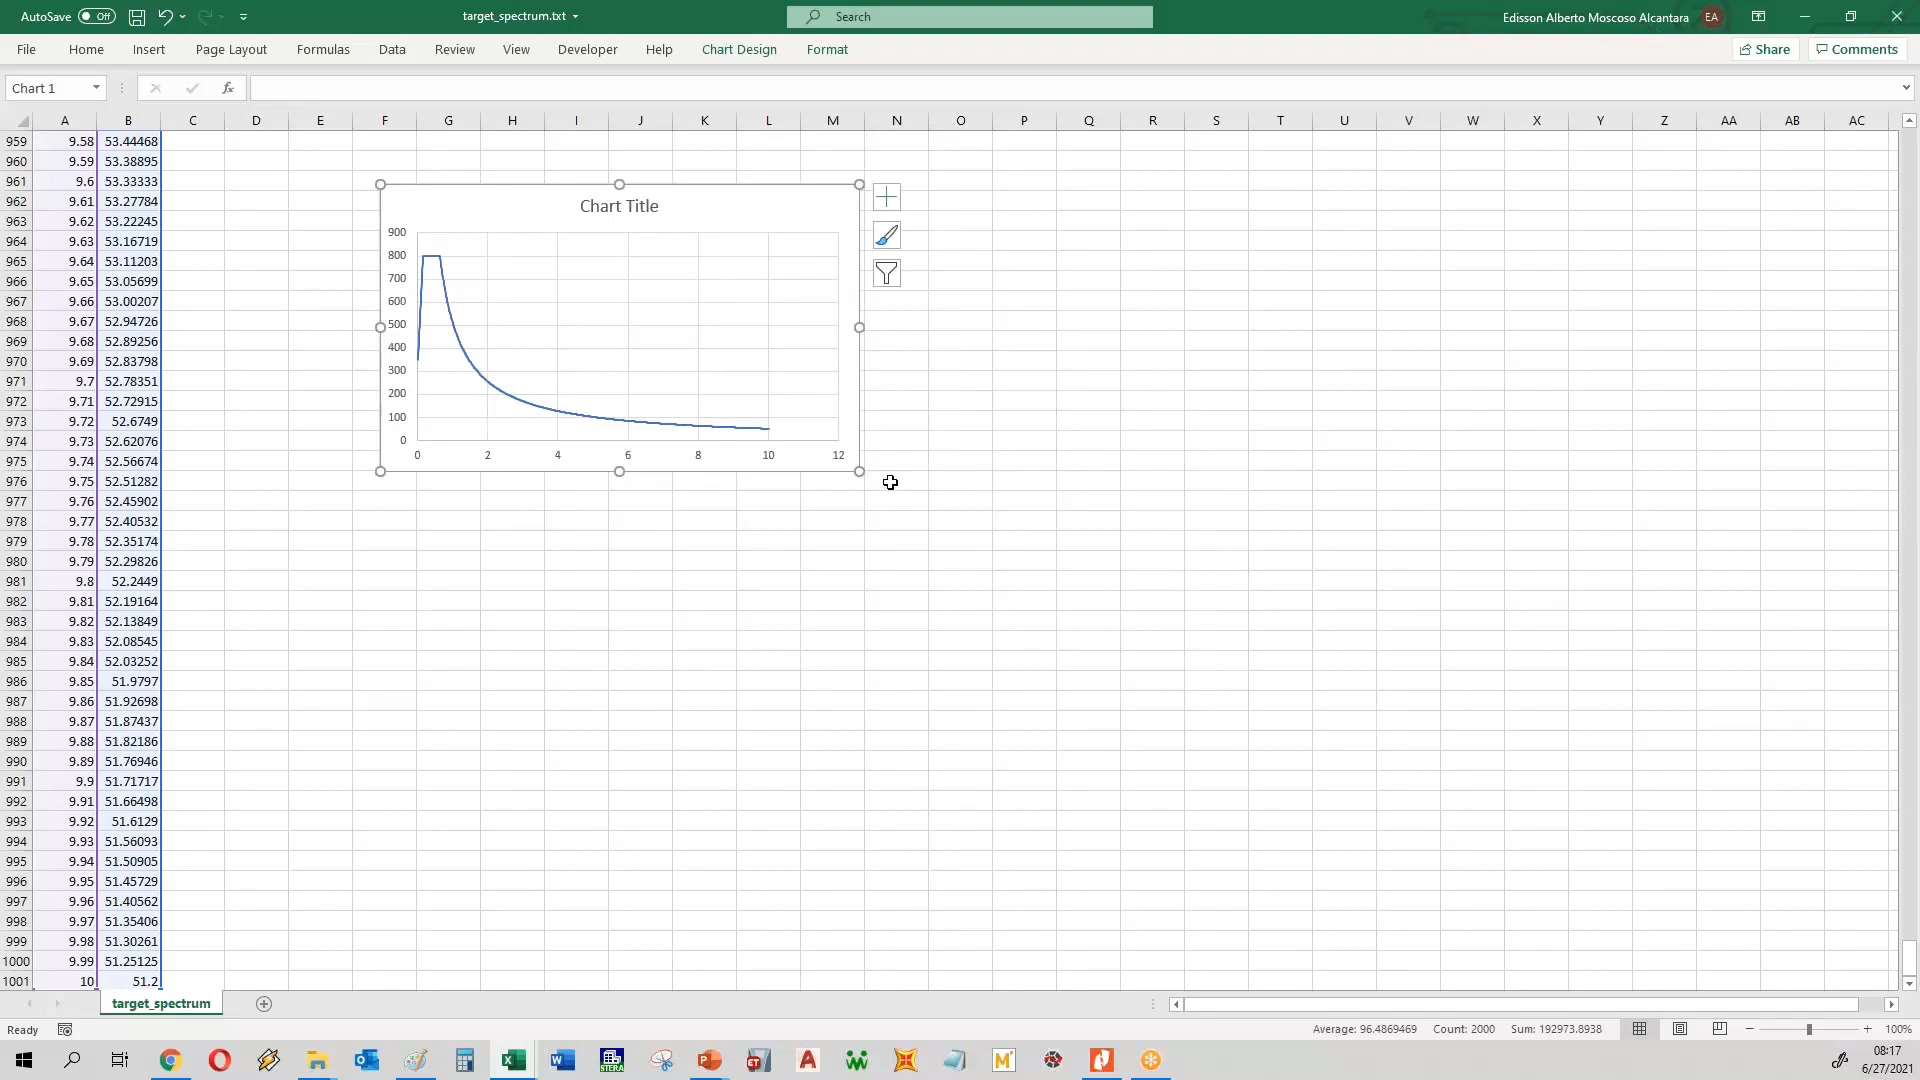 AutoSave Off target_spectrum.txt Search Edisson Alberto Moscoso Alcantara EA
File Home Insert Page Layout Formulas Data Review View Developer Help Chart Design Format Share Comments
Chart 1 fx
A B C D E F G H I J K L M N O P Q R S T U V W X Y Z AA AB AC
959 9.58 53.44468
960 9.59 53.38895
961 9.6 53.33333
962 9.61 53.27784
963 9.62 53.22245
964 9.63 53.16719
965 9.64 53.11203
966 9.65 53.05699
967 9.66 53.00207
968 9.67 52.94726
969 9.68 52.89256
970 9.69 52.83798
971 9.7 52.78351
972 9.71 52.72915
973 9.72 52.6749
974 9.73 52.62076
975 9.74 52.56674
976 9.75 52.51282
977 9.76 52.45902
978 9.77 52.40532
979 9.78 52.35174
980 9.79 52.29826
981 9.8 52.2449
982 9.81 52.19164
983 9.82 52.13849
984 9.83 52.08545
985 9.84 52.03252
986 9.85 51.9797
987 9.86 51.92698
988 9.87 51.87437
989 9.88 51.82186
990 9.89 51.76946
991 9.9 51.71717
992 9.91 51.66498
993 9.92 51.6129
994 9.93 51.56093
995 9.94 51.50905
996 9.95 51.45729
997 9.96 51.40562
998 9.97 51.35406
999 9.98 51.30261
1000 9.99 51.25125
1001 10 51.2
Chart Title
900
800
700
600
500
400
300
200
100
0
0 2 4 6 8 10 12
target_spectrum
Ready Average: 96.4869469 Count: 2000 Sum: 192973.8938 100%
STERA
08:17
6/27/2021